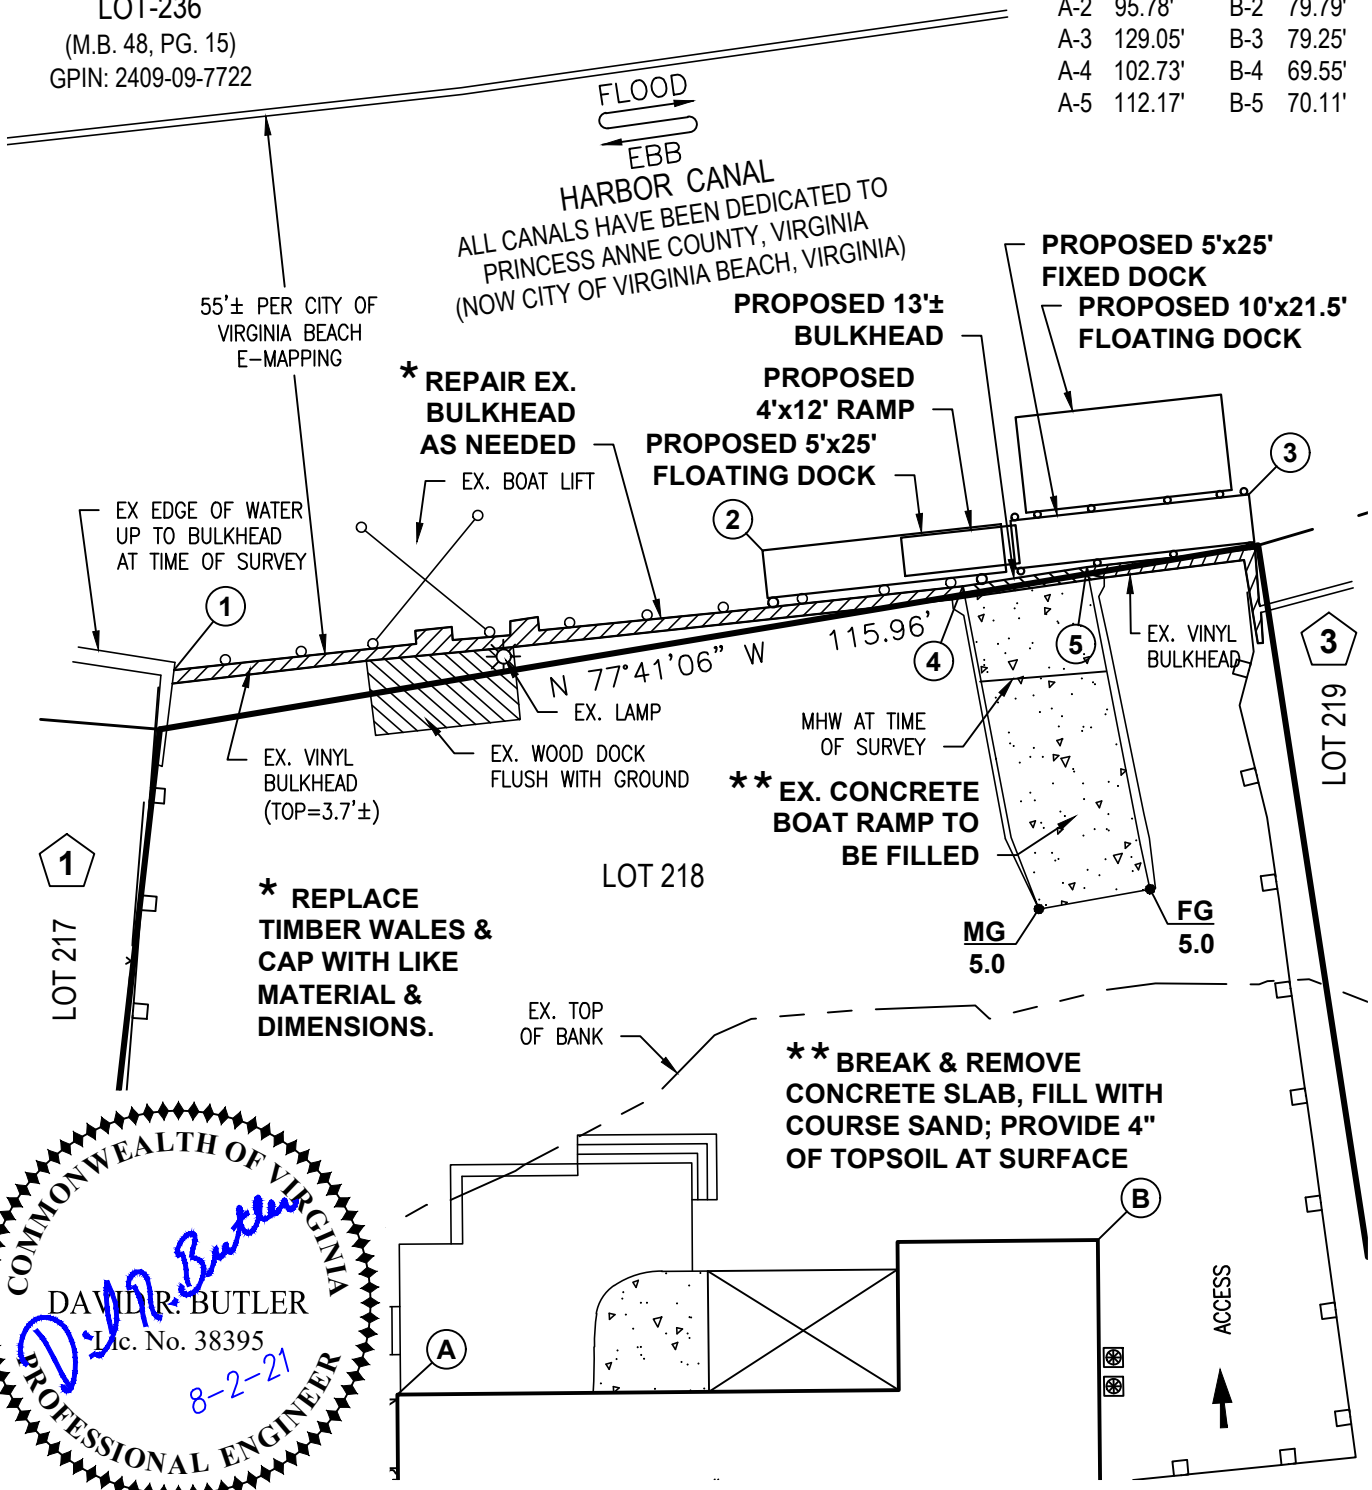 LOT-236
(M.B. 48, PG. 15)
GPIN: 2409-09-7722
A-2 95.78' B-2 79.79'
A-3 129.05' B-3 79.25'
A-4 102.73' B-4 69.55'
A-5 112.17' B-5 70.11'
FLOOD
EBB
HARBOR CANAL
ALL CANALS HAVE BEEN DEDICATED TO
PRINCESS ANNE COUNTY, VIRGINIA
(NOW CITY OF VIRGINIA BEACH, VIRGINIA)
55'± PER CITY OF
VIRGINIA BEACH
E-MAPPING
PROPOSED 5'x25'
FIXED DOCK
PROPOSED 10'x21.5'
FLOATING DOCK
PROPOSED 13'±
BULKHEAD
PROPOSED
4'x12' RAMP
PROPOSED 5'x25'
FLOATING DOCK
* REPAIR EX.
BULKHEAD
AS NEEDED
EX. BOAT LIFT
EX EDGE OF WATER
UP TO BULKHEAD
AT TIME OF SURVEY
1
2
3
4
5
N 77°41'06" W 115.96'
EX. LAMP
EX. WOOD DOCK
FLUSH WITH GROUND
EX. VINYL
BULKHEAD
(TOP=3.7'±)
EX. VINYL
BULKHEAD
3
LOT 219
MHW AT TIME
OF SURVEY
** EX. CONCRETE
BOAT RAMP TO
BE FILLED
1
LOT 217
LOT 218
MG
5.0
FG
5.0
* REPLACE
TIMBER WALES &
CAP WITH LIKE
MATERIAL &
DIMENSIONS.
EX. TOP
OF BANK
** BREAK & REMOVE
CONCRETE SLAB, FILL WITH
COURSE SAND; PROVIDE 4"
OF TOPSOIL AT SURFACE
B
A
ACCESS
COMMONWEALTH OF VIRGINIA
David R. Butler
DAVID R. BUTLER
Lic. No. 38395
8-2-21
PROFESSIONAL ENGINEER